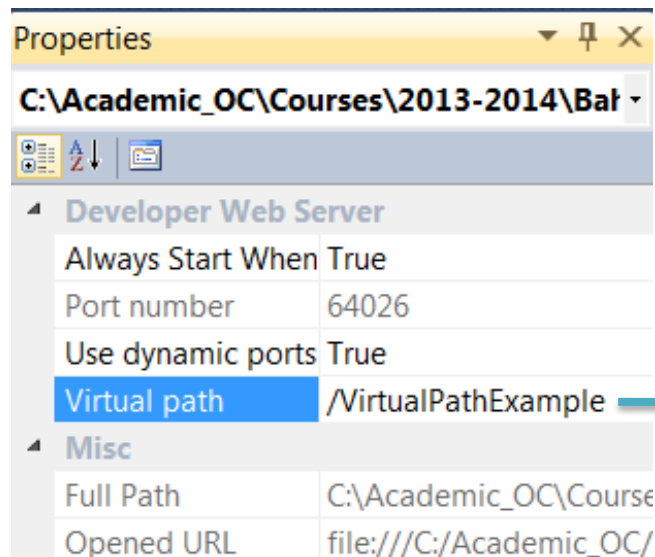 Properties
C:\Academic_OC\Courses\2013-2014\Bah
Developer Web Server
Always Start When True
Port number 64026
Use dynamic ports True
Virtual path /VirtualPathExample
Misc
Full Path C:\Academic_OC\Course
Opened URL file:///C:/Academic_OC/